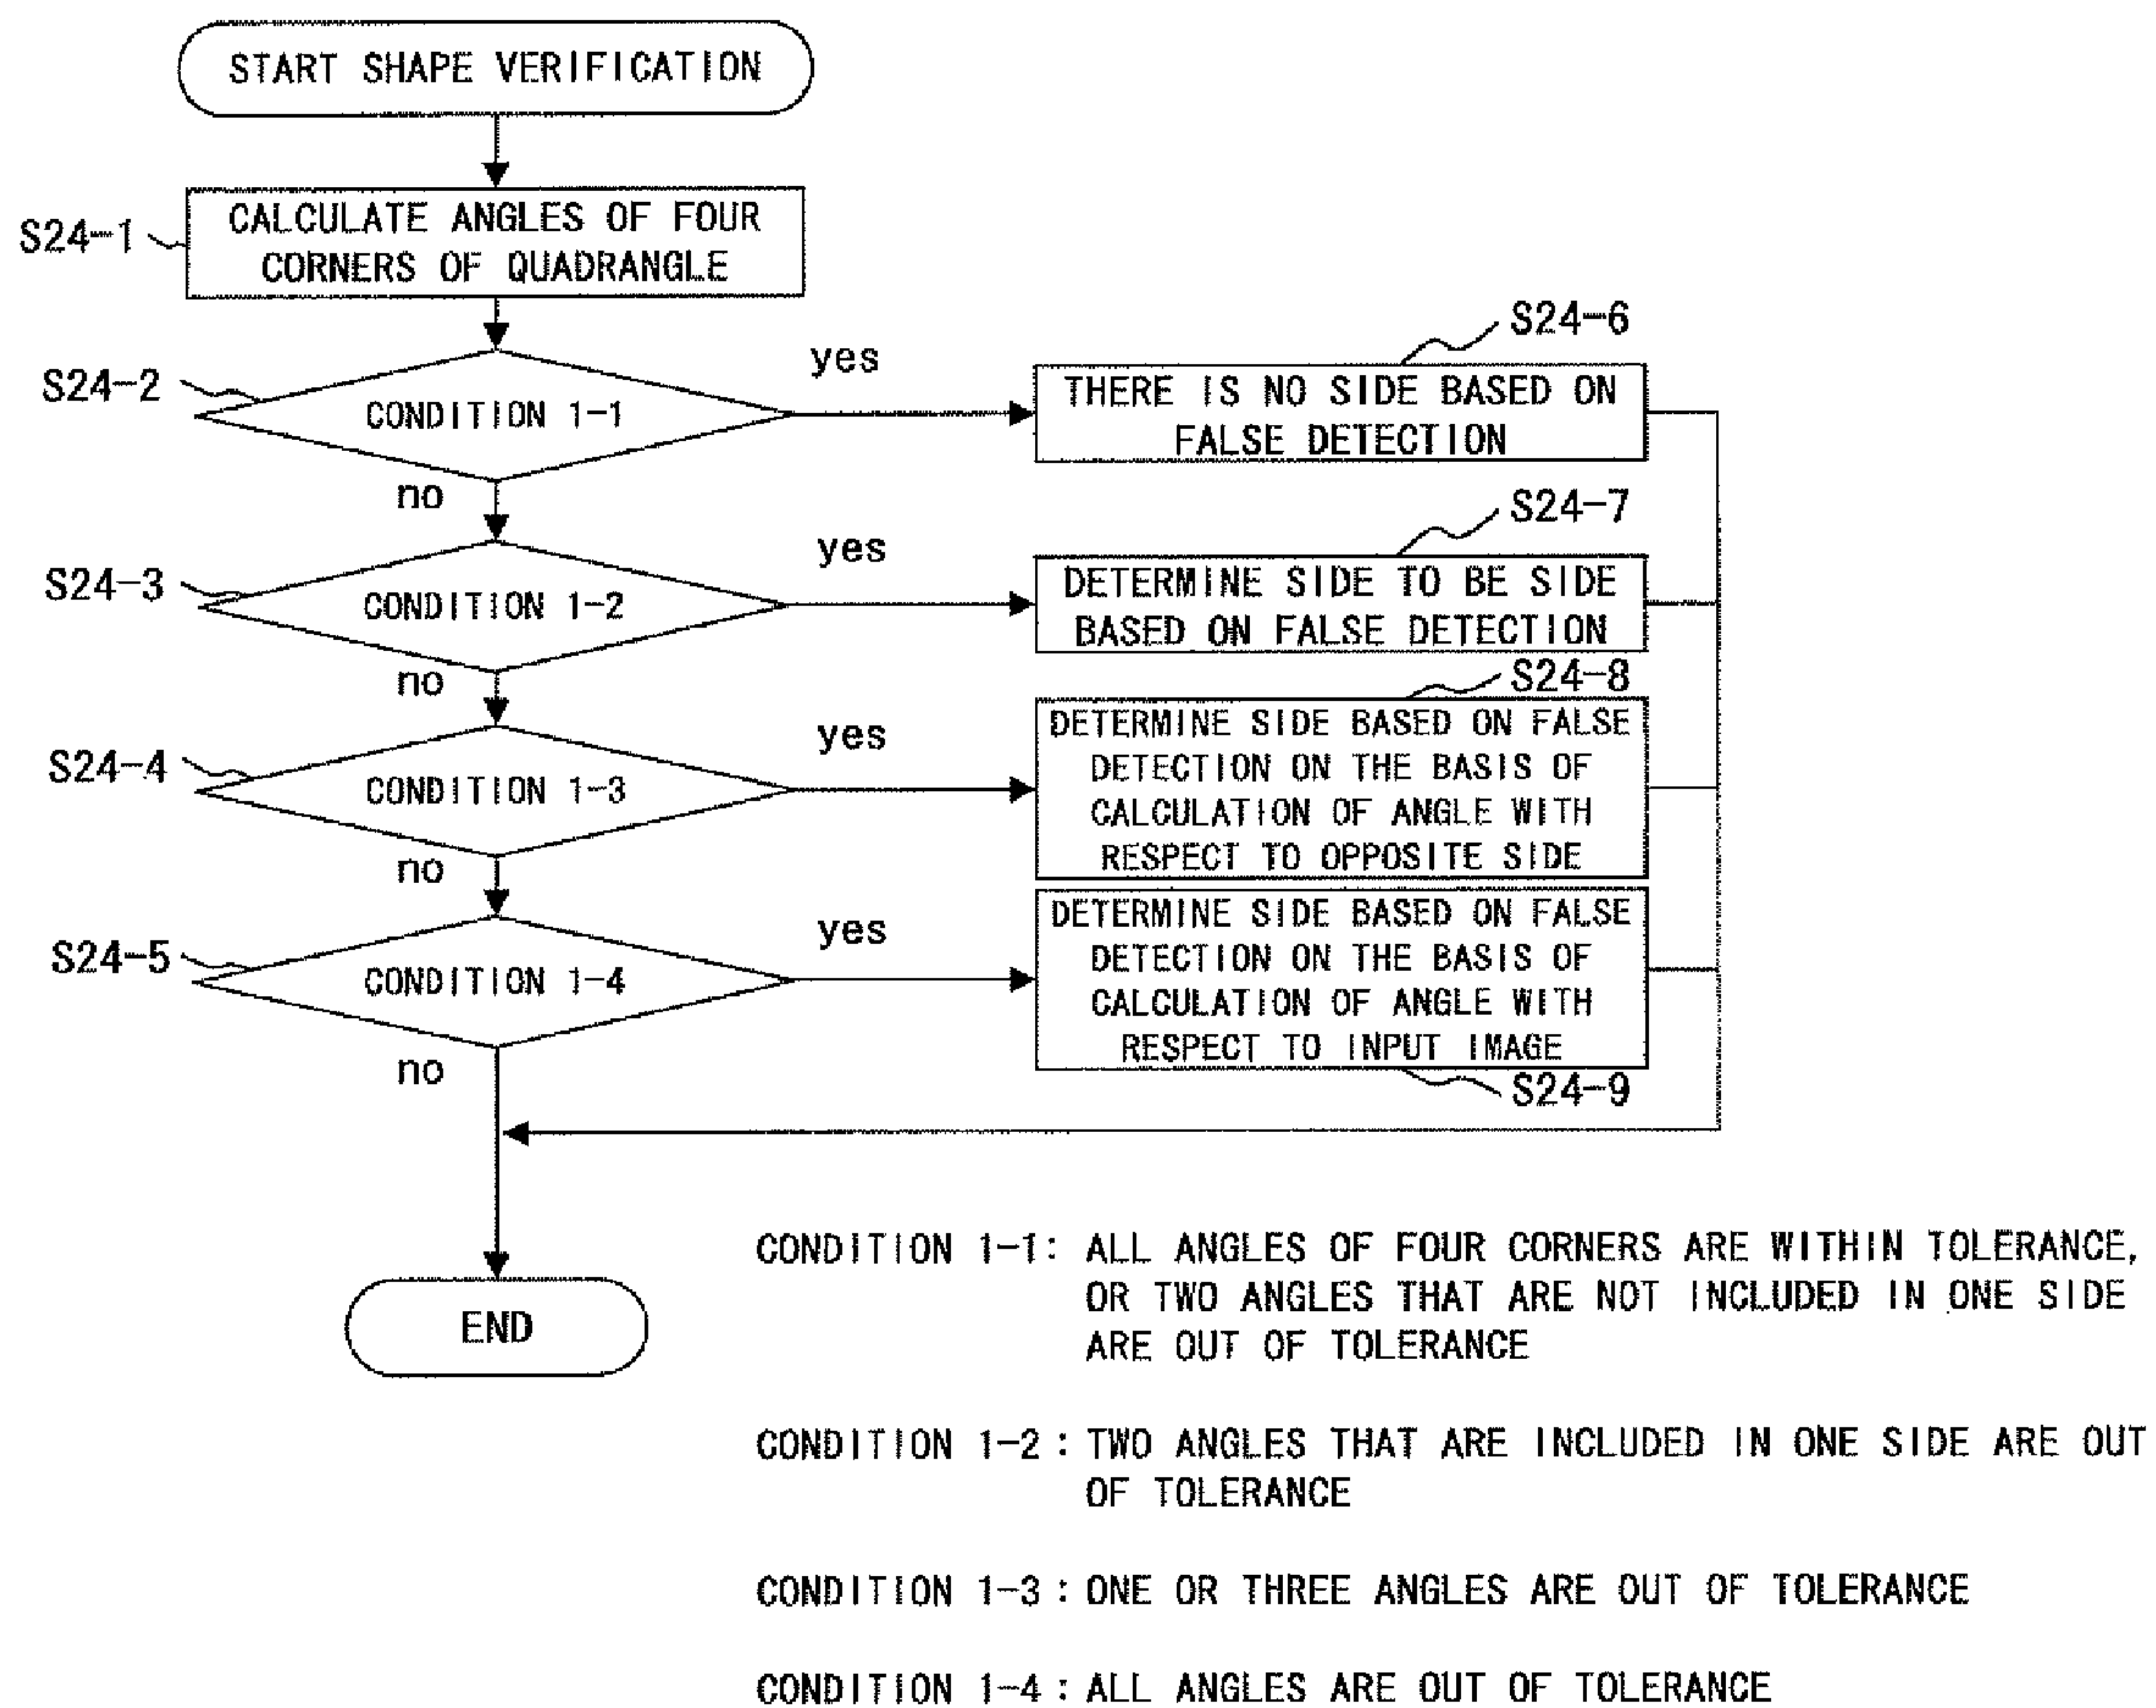 START SHAPE VERIFICATION
S24-1
CALCULATE ANGLES OF FOUR
CORNERS OF QUADRANGLE
S24-2
CONDITION 1-1
yes
no
S24-6
THERE IS NO SIDE BASED ON
FALSE DETECTION
S24-3
CONDITION 1-2
yes
no
S24-7
DETERMINE SIDE TO BE SIDE
BASED ON FALSE DETECTION
S24-4
CONDITION 1-3
yes
no
S24-8
DETERMINE SIDE BASED ON FALSE
DETECTION ON THE BASIS OF
CALCULATION OF ANGLE WITH
RESPECT TO OPPOSITE SIDE
S24-5
CONDITION 1-4
yes
no
DETERMINE SIDE BASED ON FALSE
DETECTION ON THE BASIS OF
CALCULATION OF ANGLE WITH
RESPECT TO INPUT IMAGE
S24-9
END
CONDITION 1-1: ALL ANGLES OF FOUR CORNERS ARE WITHIN TOLERANCE,
OR TWO ANGLES THAT ARE NOT INCLUDED IN ONE SIDE
ARE OUT OF TOLERANCE
CONDITION 1-2: TWO ANGLES THAT ARE INCLUDED IN ONE SIDE ARE OUT
OF TOLERANCE
CONDITION 1-3: ONE OR THREE ANGLES ARE OUT OF TOLERANCE
CONDITION 1-4: ALL ANGLES ARE OUT OF TOLERANCE